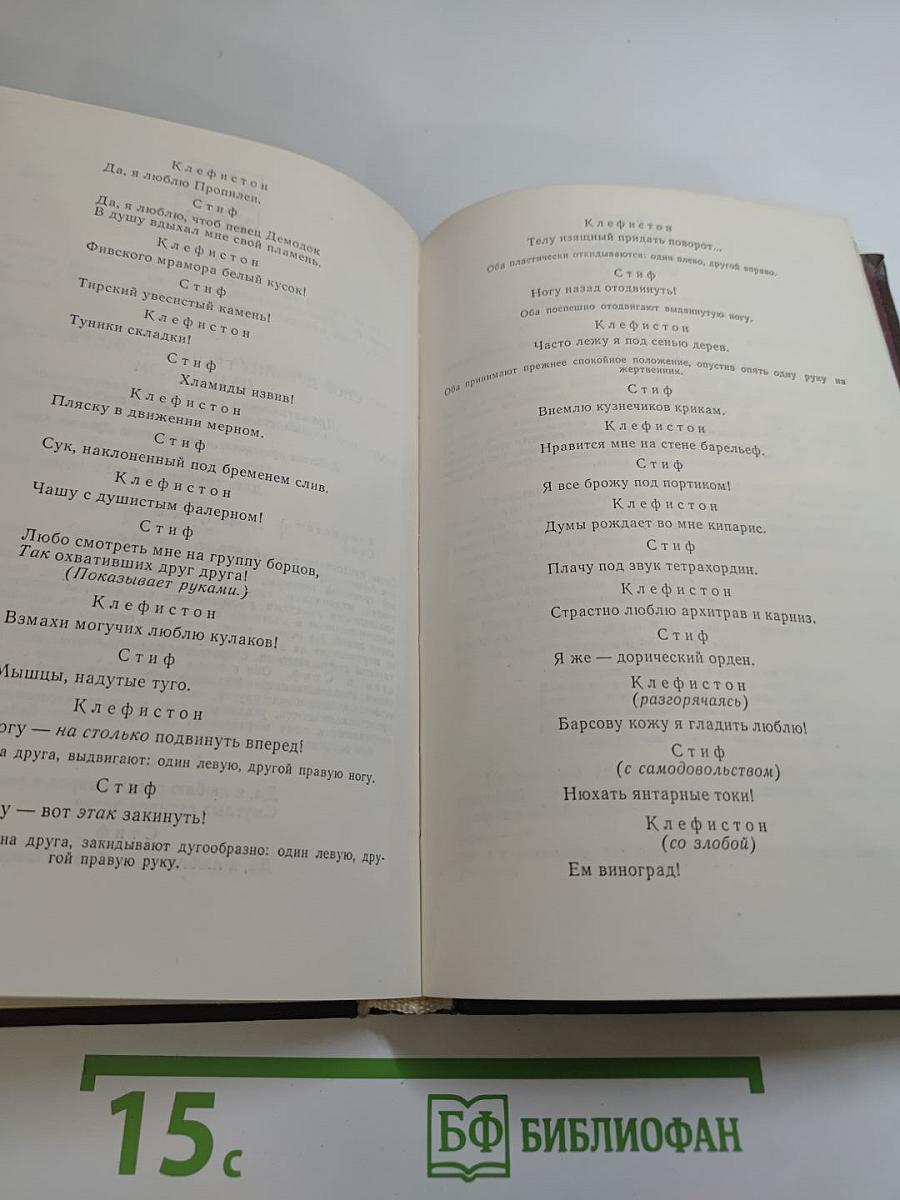 Клефистон
Да, я люблю Пропилеи.
Стиф
Да, я люблю, чтоб певец Демодок
В душу вдыхал мне свой пламень.
Клефистон
Фивского мрамора белый кусок!
Стиф
Тирский увесистый камень!
Клефистон
Туники складки!
Стиф
Хламиды извив!
Клефистон
Пляску в движении мерном.
Стиф
Сук, наклоненный под бременем слив.
Клефистон
Чашу с душистым фалерном!
Стиф
Любо смотреть мне на группу борцов,
Так охвативших друг друга!
(Показывает руками.)
Клефистон
Взмахи могучих люблю кулаков!
Стиф
Мышцы, надутые туго.
Клефистон
огу — на столько подвинуть вперед!
а друга, выдвигают: один левую, другой правую ногу.
Стиф
у — вот этак закинуть!
на друга, закидывают дугообразно: один левую, дру-
гой правую руку.
Клефистон
Телу изящный придать поворот...
Оба пластически откидываются: один влево, другой вправо.
Стиф
Ногу назад отодвинуть!
Оба поспешно отодвигают выдвинутую ногу.
Клефистон
Часто лежу я под сенью дерев.
Оба принимают прежнее спокойное положение, опустив опять одну руку на
жертвенник.
Стиф
Внемлю кузнечиков крикам.
Клефистон
Нравится мне на стене барельеф.
Стиф
Я все брожу под портиком!
Клефистон
Думы рождает во мне кипарис.
Стиф
Плачу под звук тетрахордин.
Клефистон
Страстно люблю архитрав и карниз.
Стиф
Я же — дорический орден.
Клефистон
(разгорячаясь)
Барсову кожу я гладить люблю!
Стиф
(с самодовольством)
Нюхать янтарные токи!
Клефистон
(со злобой)
Ем виноград!
15 с
БФ БИБЛИОФАН